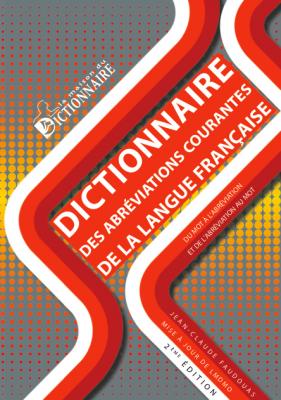 la maison du
DICTIONNAIRE
DICTIONNAIRE
DES ABRÉVIATIONS COURANTES
DE LA LANGUE FRANÇAISE
DU MOT À L'ABRÉVIATION
ET DE L'ABRÉVIATION AU MOT
JEAN-CLAUDE FAUDOUAS
MISE À JOUR DE LMDMD
2ÈME ÉDITION